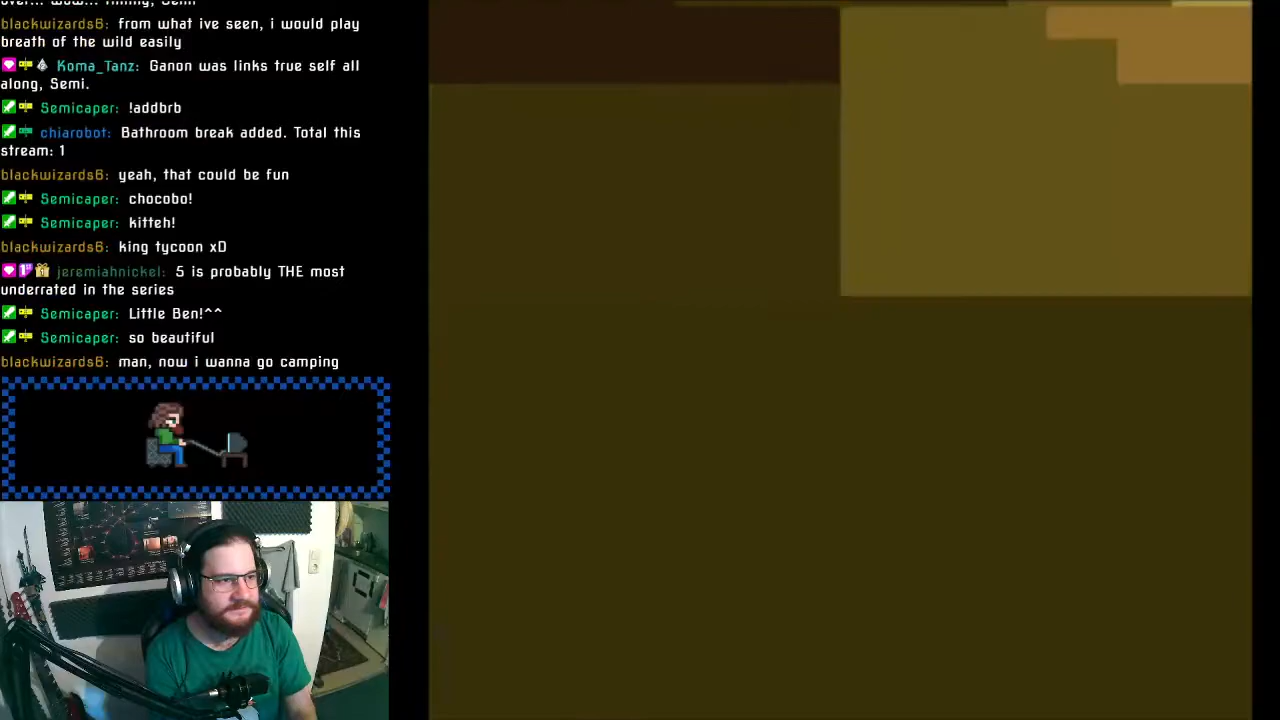 blackwizards6: from what ive seen, i would play
breath of the wild easily
Koma_Tanz: Ganon was links true self all
along, Semi.
Semicaper: !addbrb
chiarobot: Bathroom break added. Total this
stream: 1
blackwizards6: yeah, that could be fun
Semicaper: chocobo!
Semicaper: kitteh!
blackwizards6: king tycoon xD
jeremiahnickel: 5 is probably THE most
underrated in the series
Semicaper: Little Ben!^^
Semicaper: so beautiful
blackwizards6: man, now i wanna go camping